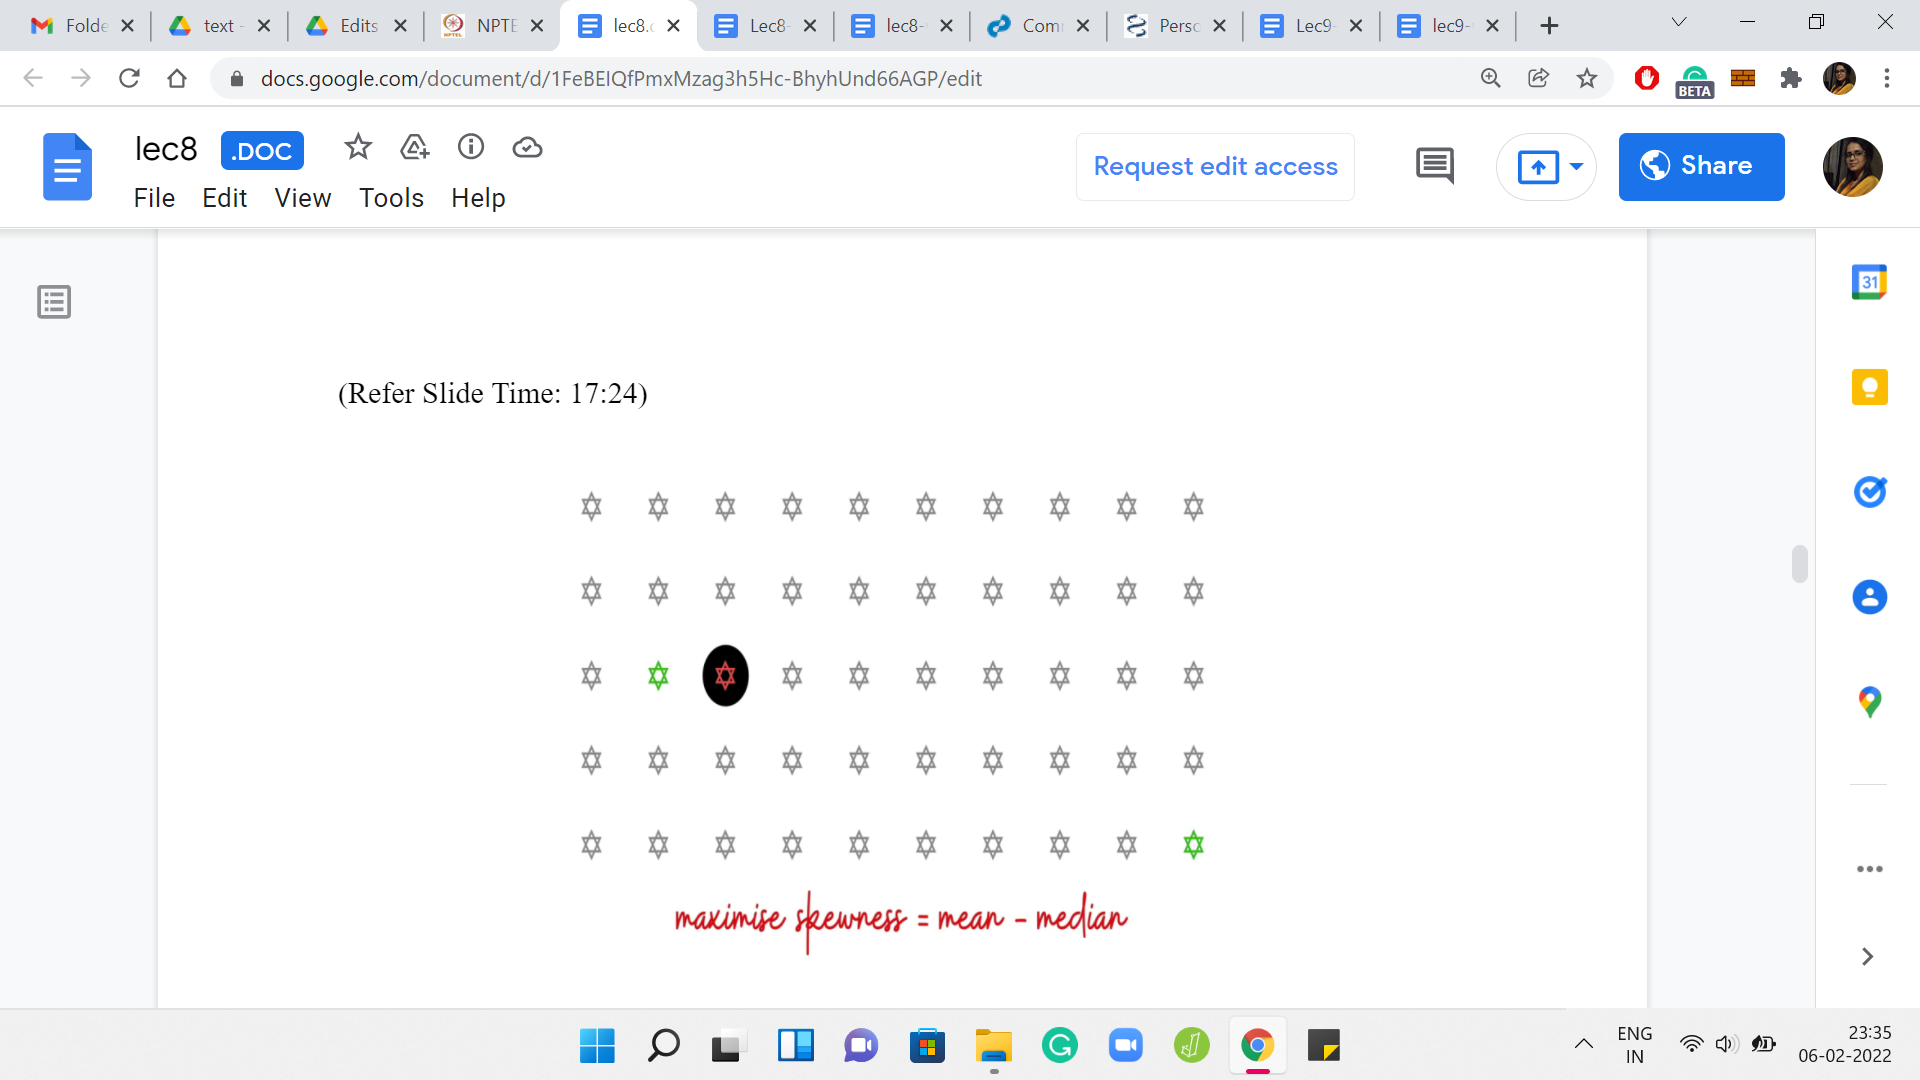 Folde
text -
Edits
NPTE
lec8.
Lec8-
lec8-
Com
Perso
Lec9-
lec9-
docs.google.com/document/d/1FeBEIQfPmxMzag3h5Hc-BhyhUnd66AGP/edit
BETA
lec8 .DOC
Request edit access
Share
File Edit View Tools Help
31
(Refer Slide Time: 17:24)
maximise skewness = mean - median
ENG
IN
23:35
06-02-2022